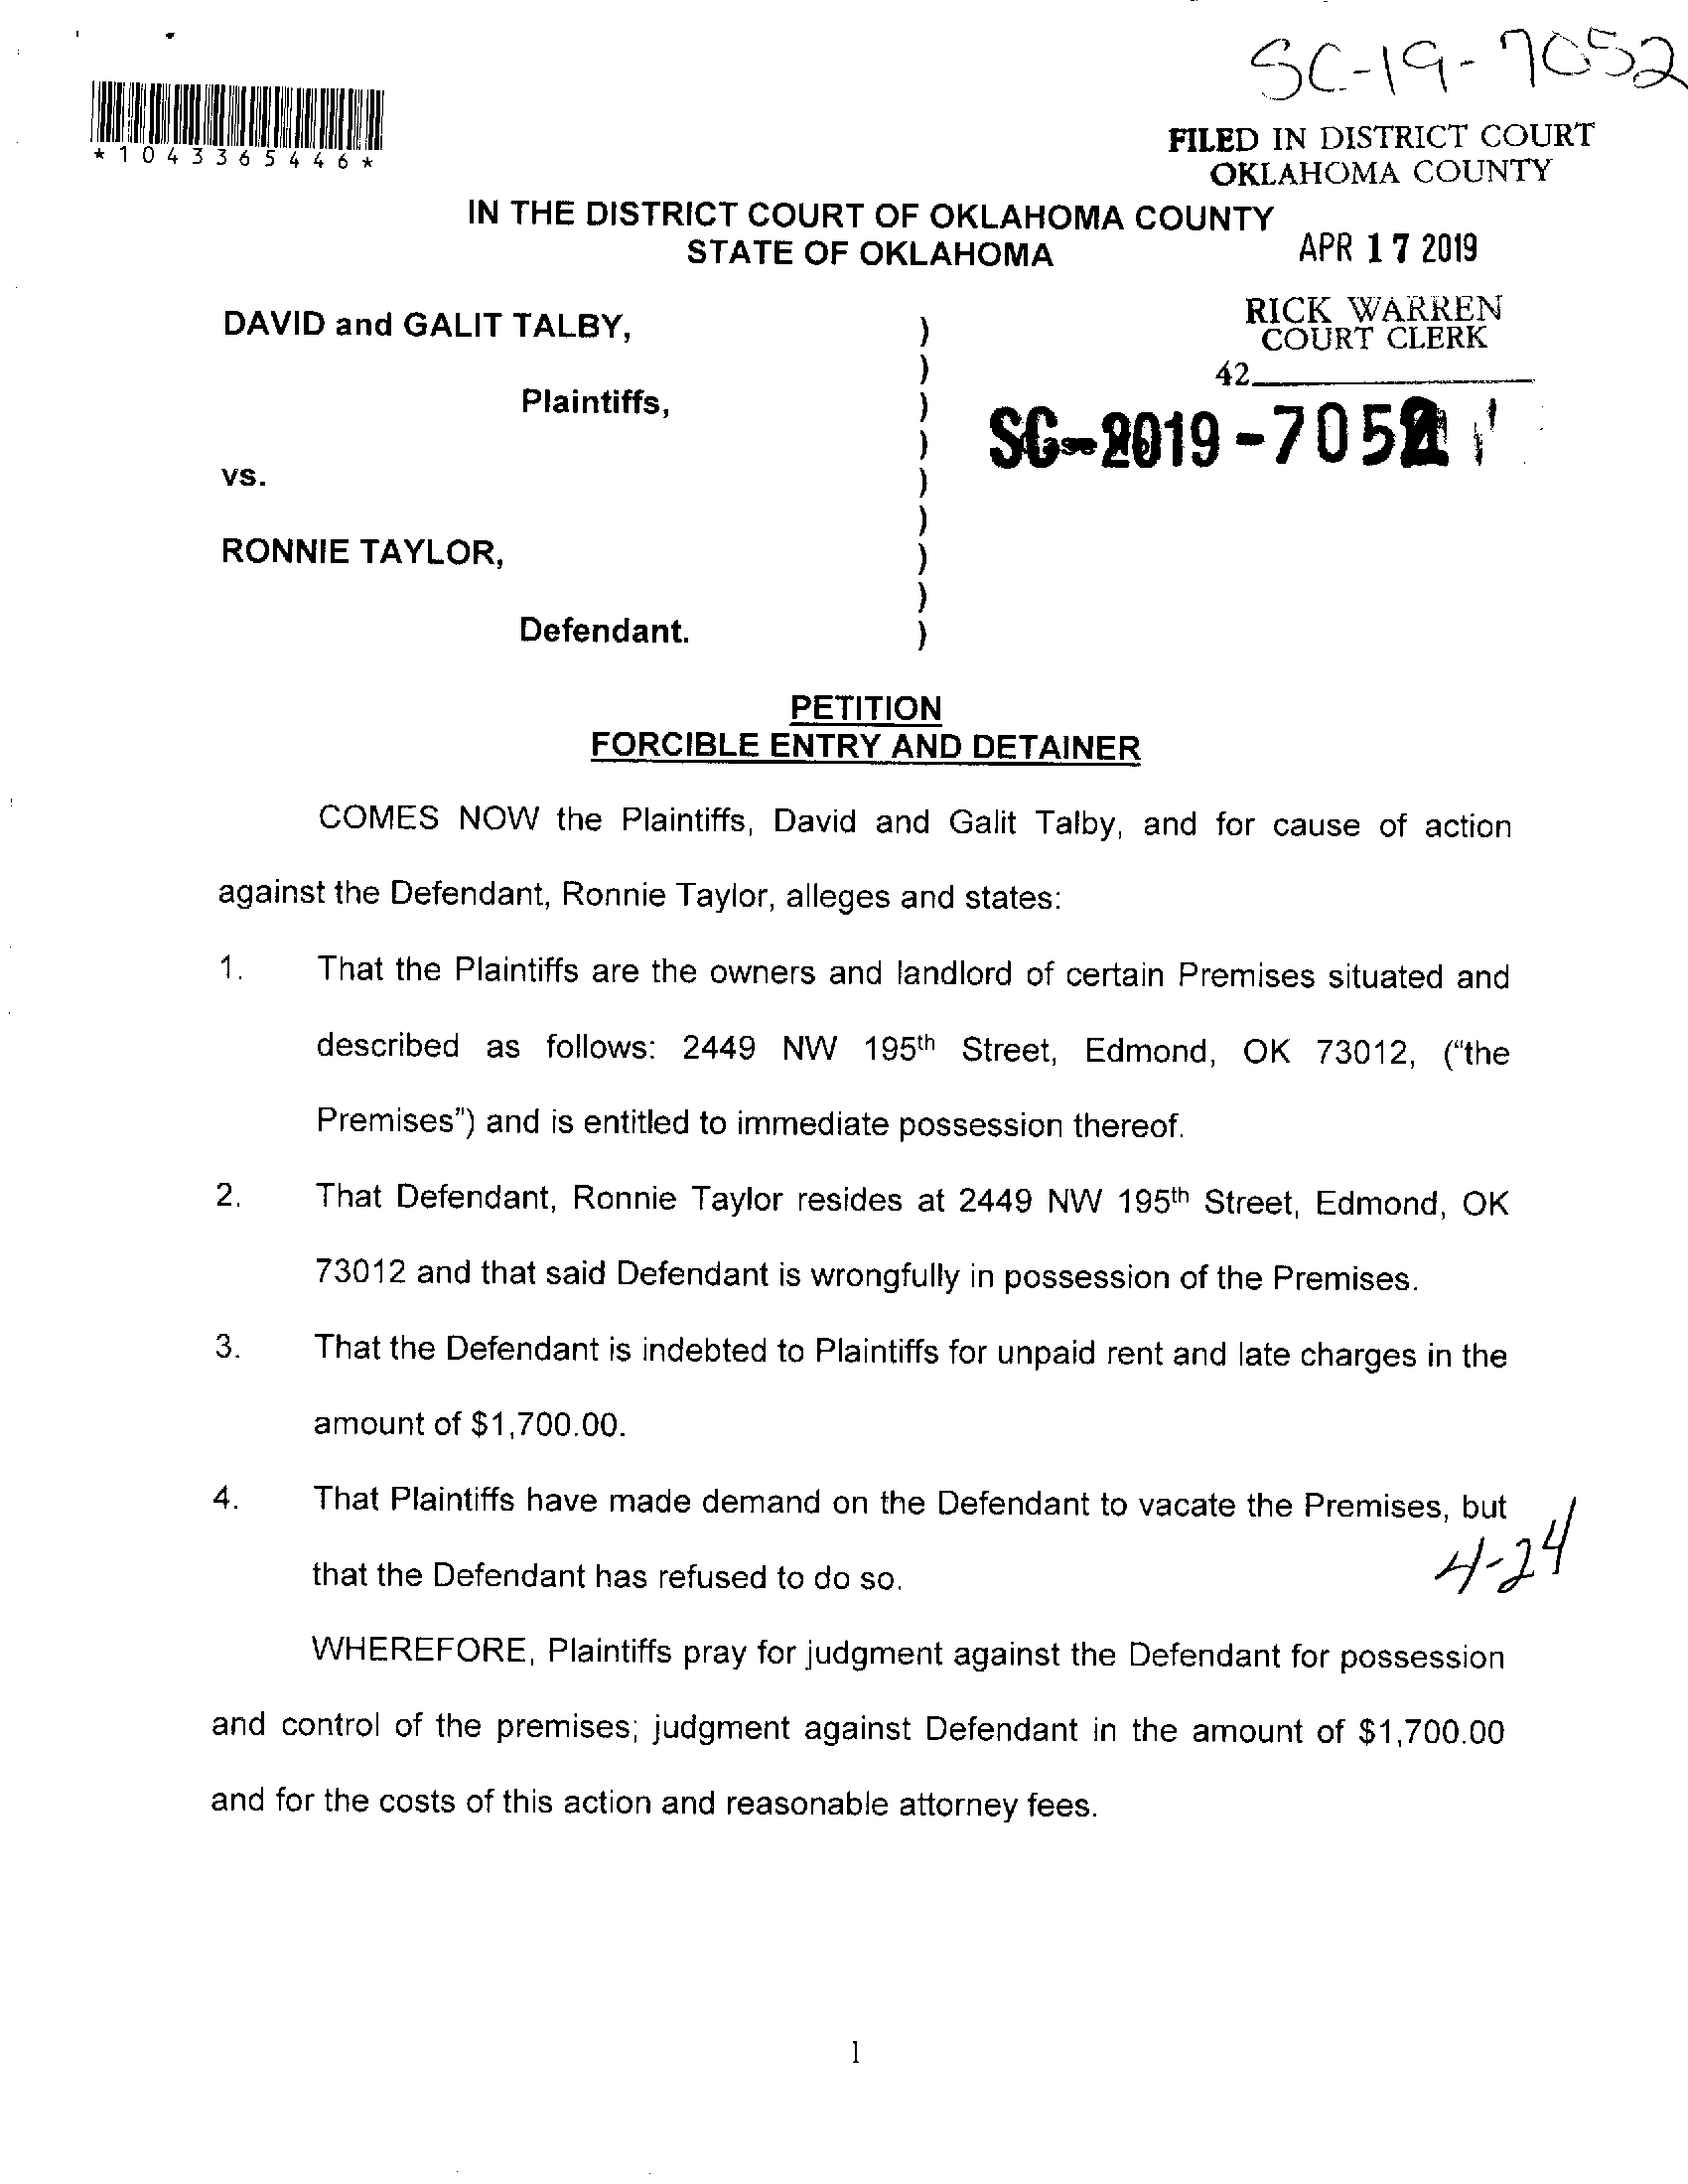 SC-19-7052
*1043365446*
FILED IN DISTRICT COURT
OKLAHOMA COUNTY
IN THE DISTRICT COURT OF OKLAHOMA COUNTY
STATE OF OKLAHOMA
APR 17 2019
RICK WARREN
COURT CLERK
42
DAVID and GALIT TALBY, )
)
Plaintiffs, )
) SC-2019-7052
vs. )
)
RONNIE TAYLOR, )
)
Defendant. )
PETITION
FORCIBLE ENTRY AND DETAINER
COMES NOW the Plaintiffs, David and Galit Talby, and for cause of action
against the Defendant, Ronnie Taylor, alleges and states:
1. That the Plaintiffs are the owners and landlord of certain Premises situated and
described as follows: 2449 NW 195th Street, Edmond, OK 73012, ("the
Premises") and is entitled to immediate possession thereof.
2. That Defendant, Ronnie Taylor resides at 2449 NW 195th Street, Edmond, OK
73012 and that said Defendant is wrongfully in possession of the Premises.
3. That the Defendant is indebted to Plaintiffs for unpaid rent and late charges in the
amount of $1,700.00.
4. That Plaintiffs have made demand on the Defendant to vacate the Premises, but
that the Defendant has refused to do so.
4-24
WHEREFORE, Plaintiffs pray for judgment against the Defendant for possession
and control of the premises; judgment against Defendant in the amount of $1,700.00
and for the costs of this action and reasonable attorney fees.
1